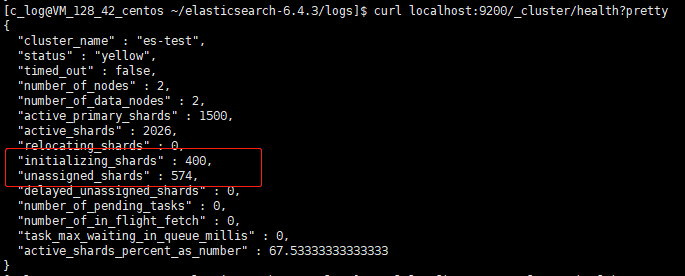 [c_log@VM_128_42_centos ~/elasticsearch-6.4.3/logs]$ curl localhost:9200/_cluster/health?pretty
{
"cluster_name" : "es-test",
"status" : "yellow",
"timed_out" : false,
"number_of_nodes" : 2,
"number_of_data_nodes" : 2,
"active_primary_shards" : 1500,
"active_shards" : 2026,
"relocating_shards" : 0,
"initializing_shards" : 400,
"unassigned_shards" : 574,
"delayed_unassigned_shards" : 0,
"number_of_pending_tasks" : 0,
"number_of_in_flight_fetch" : 0,
"task_max_waiting_in_queue_millis" : 0,
"active_shards_percent_as_number" : 67.53333333333333
}